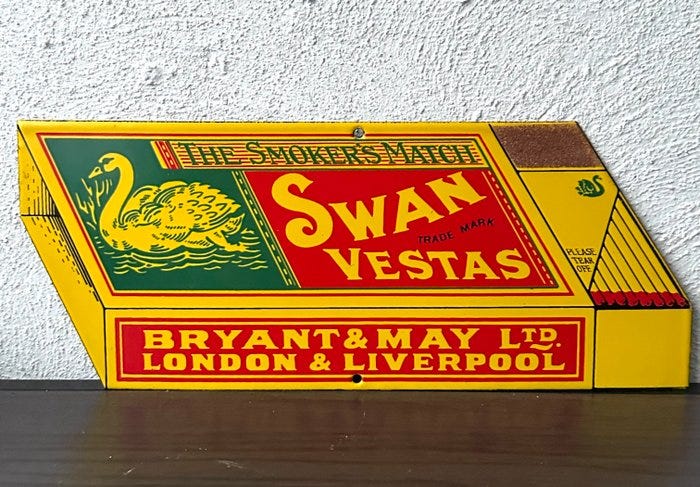 THE SMOKER'S MATCH
SWAN
TRADE MARK
VESTAS
PLEASE
TEAR
OFF
BRYANT & MAY LTD.
LONDON & LIVERPOOL